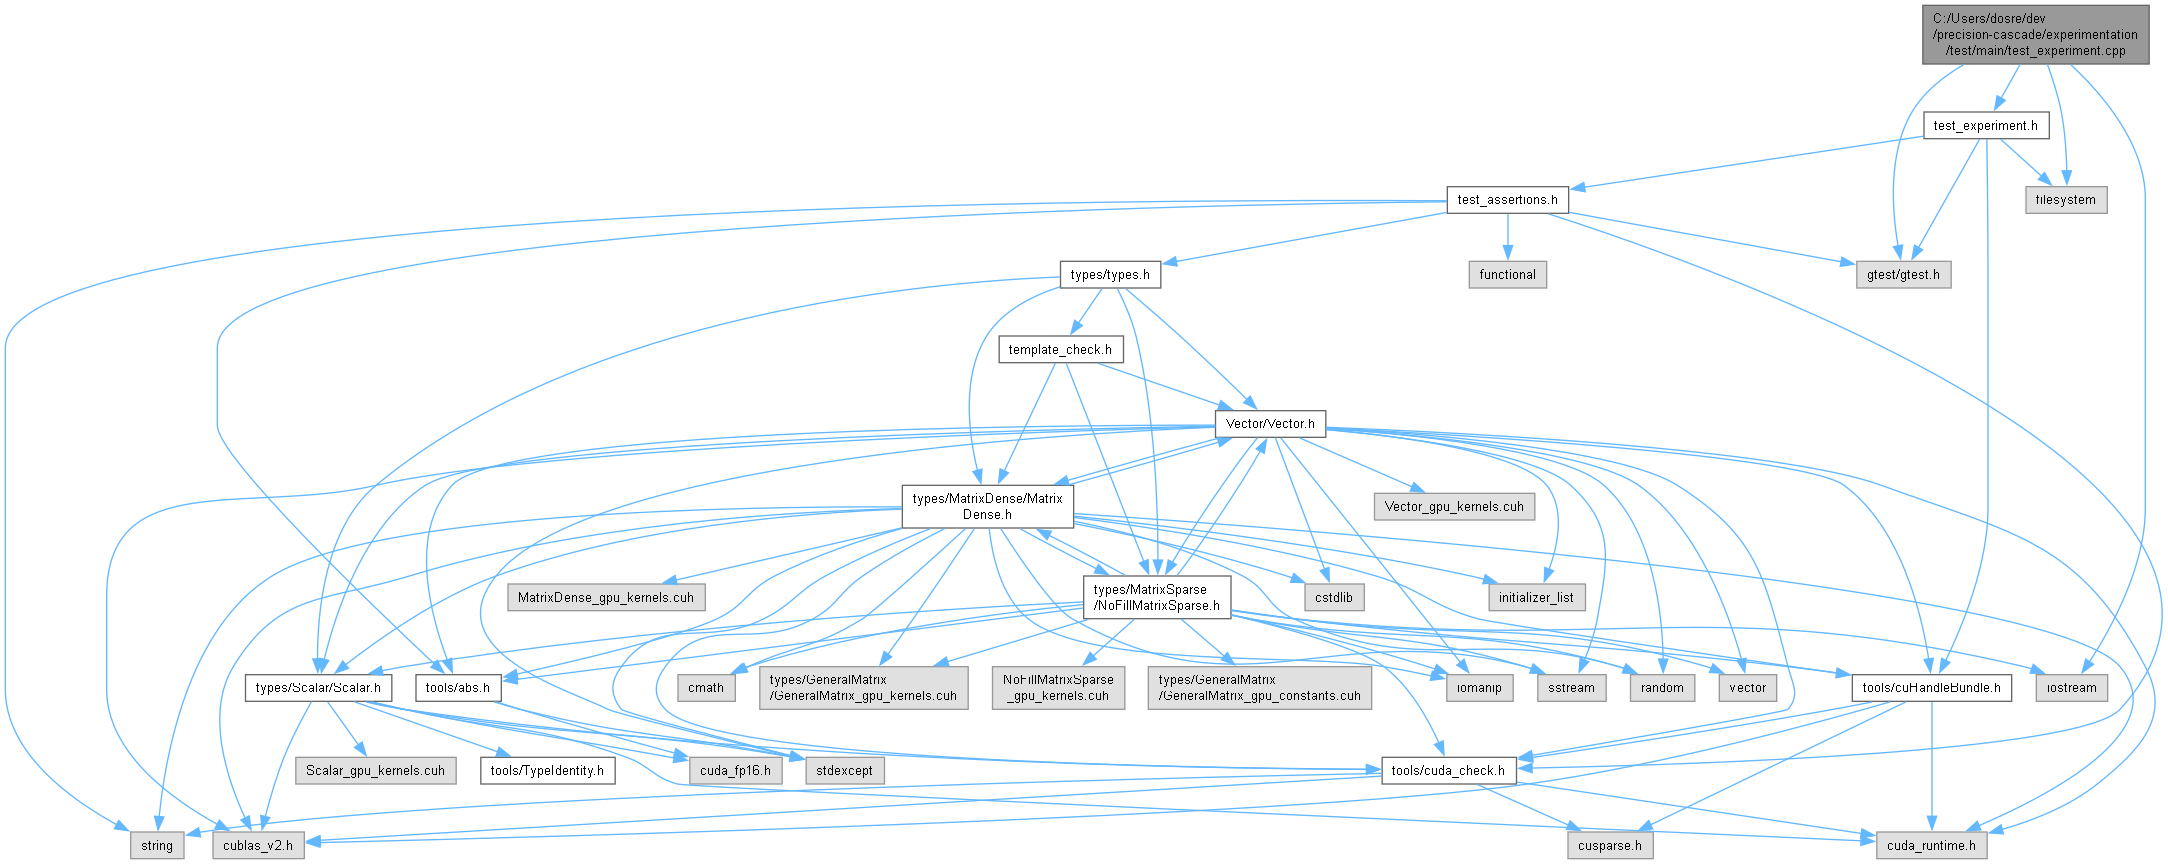 C:/Users/dosre/dev
/precision-cascade/experimentation
/test/main/test_experiment.cpp
test_experiment.h
test_assertions.h
filesystem
types/types.h
functional
gtest/gtest.h
template_check.h
Vector/Vector.h
types/MatrixDense/Matrix
Dense.h
Vector_gpu_kernels.cuh
MatrixDense_gpu_kernels.cuh
types/MatrixSparse
/NoFillMatrixSparse.h
cstdlib
initializer_list
types/Scalar/Scalar.h
tools/abs.h
cmath
types/GeneralMatrix
/GeneralMatrix_gpu_kernels.cuh
NoFillMatrixSparse
_gpu_kernels.cuh
types/GeneralMatrix
/GeneralMatrix_gpu_constants.cuh
iomanip
sstream
random
vector
tools/cuHandleBundle.h
iostream
Scalar_gpu_kernels.cuh
tools/TypeIdentity.h
cuda_fp16.h
stdexcept
tools/cuda_check.h
string
cublas_v2.h
cusparse.h
cuda_runtime.h